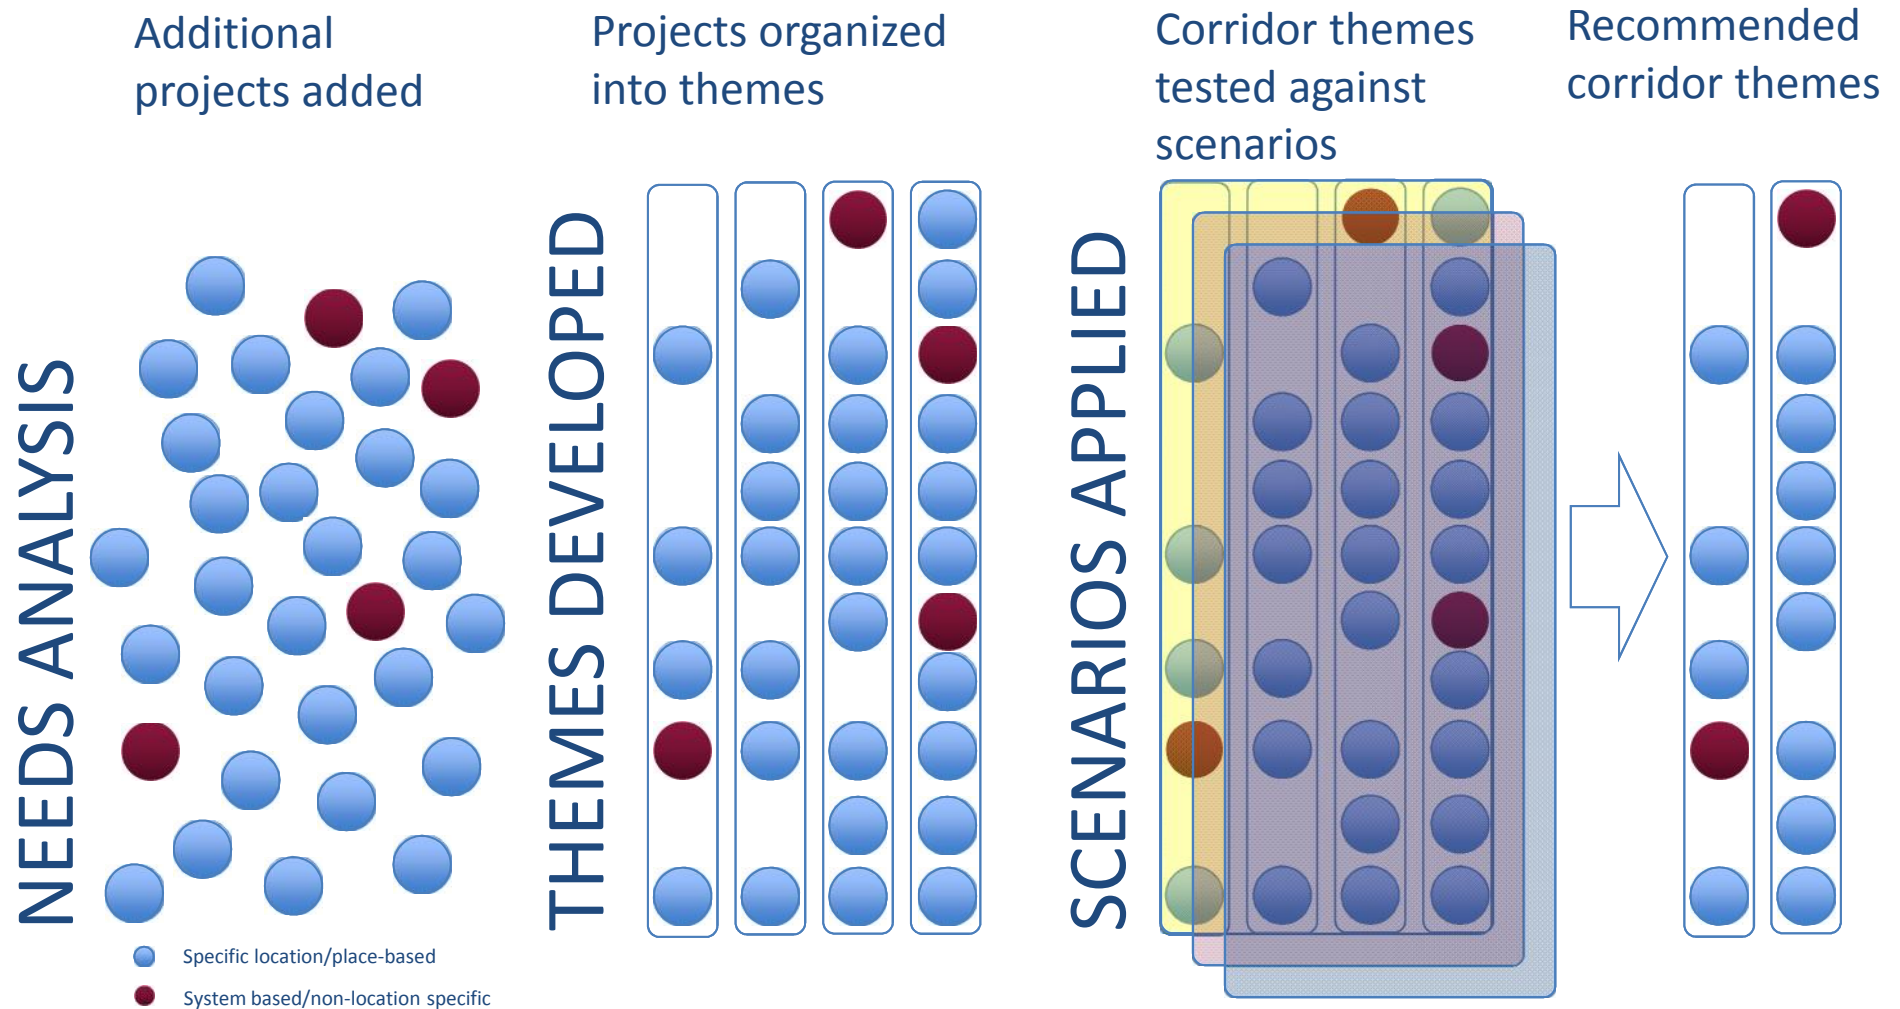 Additional
projects added
Projects organized
into themes
Corridor themes
tested against
scenarios
Recommended
corridor themes
NEEDS ANALYSIS
THEMES DEVELOPED
SCENARIOS APPLIED
Specific location/place-based
System based/non-location specific